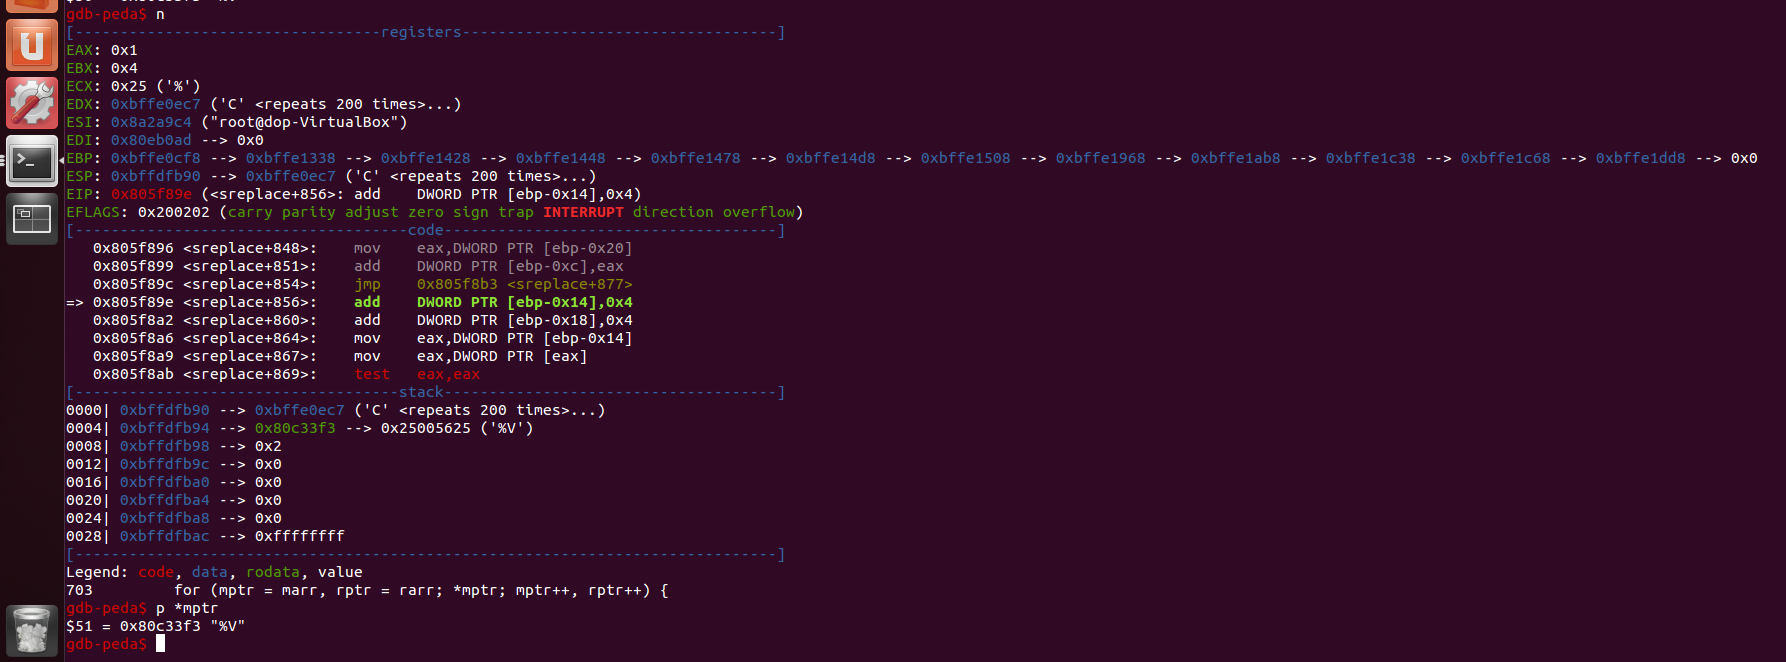 gdb-peda$ n
[----------------------------------registers-----------------------------------]
EAX: 0x1
EBX: 0x4
ECX: 0x25 ('%')
EDX: 0xbffe0ec7 ('C' <repeats 200 times>...)
ESI: 0x8a2a9c4 ("root@dop-VirtualBox")
EDI: 0x80eb0ad --> 0x0
EBP: 0xbffe0cf8 --> 0xbffe1338 --> 0xbffe1428 --> 0xbffe1448 --> 0xbffe1478 --> 0xbffe14d8 --> 0xbffe1508 --> 0xbffe1968 --> 0xbffe1ab8 --> 0xbffe1c38 --> 0xbffe1c68 --> 0xbffe1dd8 --> 0x0
ESP: 0xbffdfb90 --> 0xbffe0ec7 ('C' <repeats 200 times>...)
EIP: 0x805f89e (<sreplace+856>: add    DWORD PTR [ebp-0x14],0x4)
EFLAGS: 0x200202 (carry parity adjust zero sign trap INTERRUPT direction overflow)
[-------------------------------------code-------------------------------------]
   0x805f896 <sreplace+848>:    mov    eax,DWORD PTR [ebp-0x20]
   0x805f899 <sreplace+851>:    add    DWORD PTR [ebp-0xc],eax
   0x805f89c <sreplace+854>:    jmp    0x805f8b3 <sreplace+877>
=> 0x805f89e <sreplace+856>:    add    DWORD PTR [ebp-0x14],0x4
   0x805f8a2 <sreplace+860>:    add    DWORD PTR [ebp-0x18],0x4
   0x805f8a6 <sreplace+864>:    mov    eax,DWORD PTR [ebp-0x14]
   0x805f8a9 <sreplace+867>:    mov    eax,DWORD PTR [eax]
   0x805f8ab <sreplace+869>:    test   eax,eax
[------------------------------------stack-------------------------------------]
0000| 0xbffdfb90 --> 0xbffe0ec7 ('C' <repeats 200 times>...)
0004| 0xbffdfb94 --> 0x80c33f3 --> 0x25005625 ('%V')
0008| 0xbffdfb98 --> 0x2
0012| 0xbffdfb9c --> 0x0
0016| 0xbffdfba0 --> 0x0
0020| 0xbffdfba4 --> 0x0
0024| 0xbffdfba8 --> 0x0
0028| 0xbffdfbac --> 0xffffffff
[------------------------------------------------------------------------------]
Legend: code, data, rodata, value
703         for (mptr = marr, rptr = rarr; *mptr; mptr++, rptr++) {
gdb-peda$ p *mptr
$51 = 0x80c33f3 "%V"
gdb-peda$